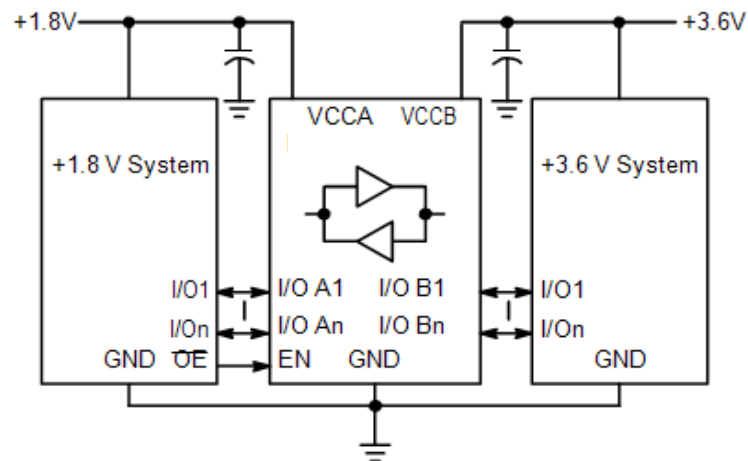 +1.8V
+3.6V
VCCA
VCCB
+1.8 V System
+3.6 V System
I/O1
I/O A1
I/O B1
I/O1
I/On
I/O An
I/O Bn
I/On
GND
OE
EN
GND
GND